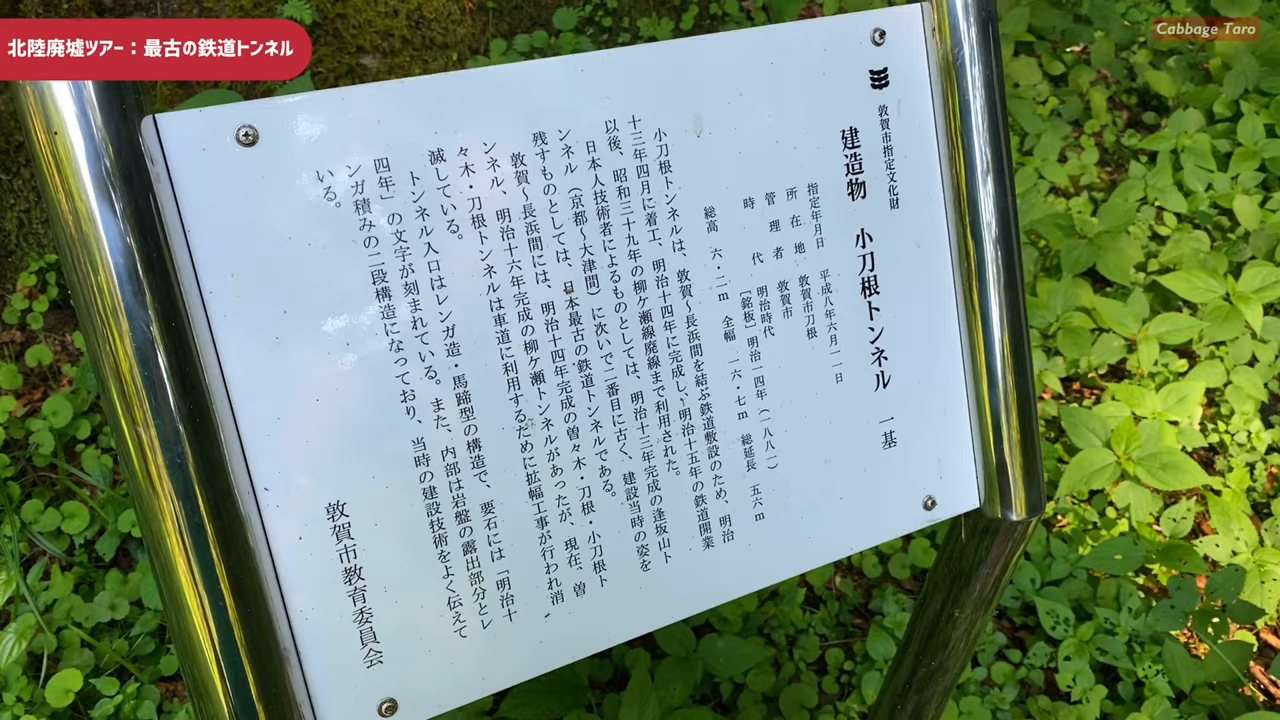 北陸廃墟ツアー：最古の鉄道トンネル
Cabbage Taro
敦賀市指定文化財
建造物 小刀根トンネル 一基
指定年月日 平成八年六月一日
所在地 敦賀市刀根
管理者 敦賀市
時代 明治時代
［銘板］明治一四年（一八八一）
総高 六・二m 全幅 一六・七m 総延長 五六m
小刀根トンネルは、敦賀～長浜間を結ぶ鉄道敷設のため、明治
十三年四月に着工、明治十四年に完成し、明治十五年の鉄道開業
以後、昭和三十九年の柳ケ瀬線廃線まで利用された。
日本人技術者によるものとしては、明治十三年完成の逢坂山ト
ンネル（京都～大津間）に次いで二番目に古く、建設当時の姿を
残すものとしては、日本最古の鉄道トンネルである。
敦賀～長浜間には、明治十四年完成の曽々木・刀根・小刀根ト
ンネル、明治十六年完成の柳ケ瀬トンネルがあったが、現在、曽
々木・刀根トンネルは車道に利用するために拡幅工事が行われ消
滅している。
トンネル入口はレンガ造・馬蹄型の構造で、要石には「明治十
四年」の文字が刻まれている。また、内部は岩盤の露出部分とレ
ンガ積みの二段構造になっており、当時の建設技術をよく伝えて
いる。
敦賀市教育委員会